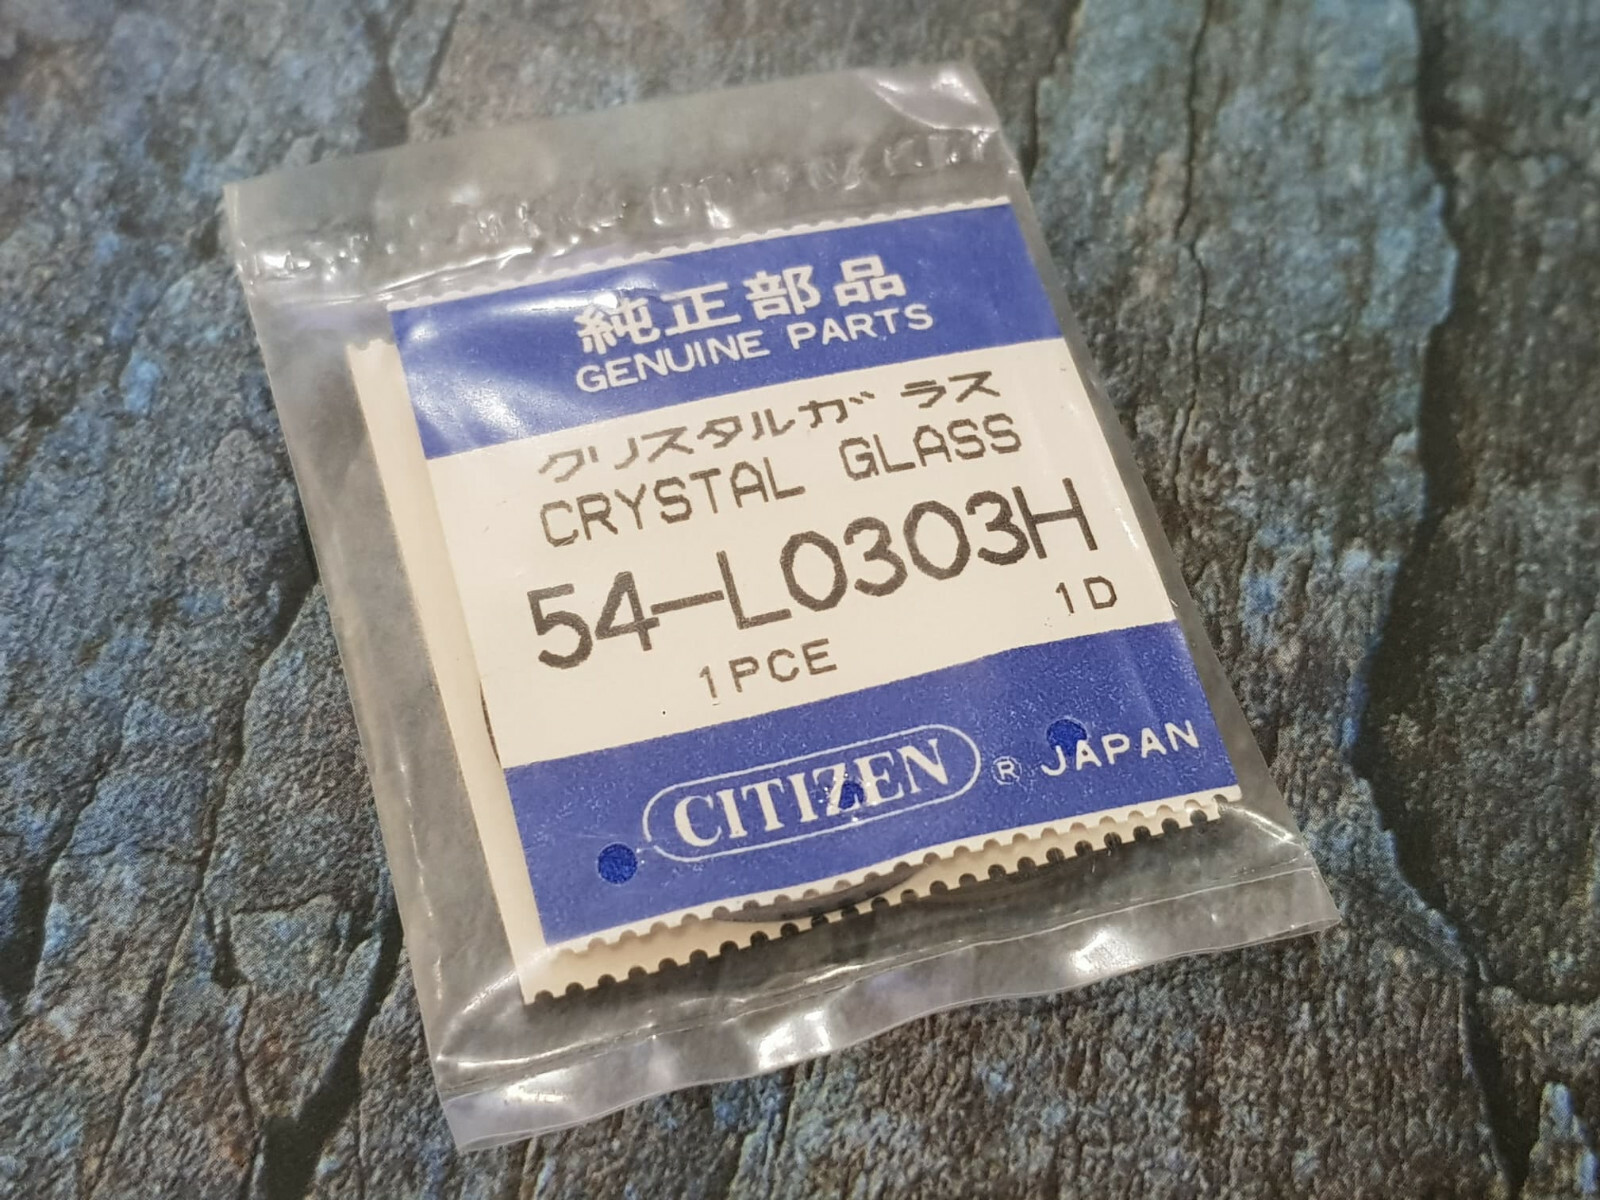 純正部品
GENUINE PARTS
クリスタルガラス
CRYSTAL GLASS
54-L0303H
1D
1PCE
CITIZEN ® JAPAN